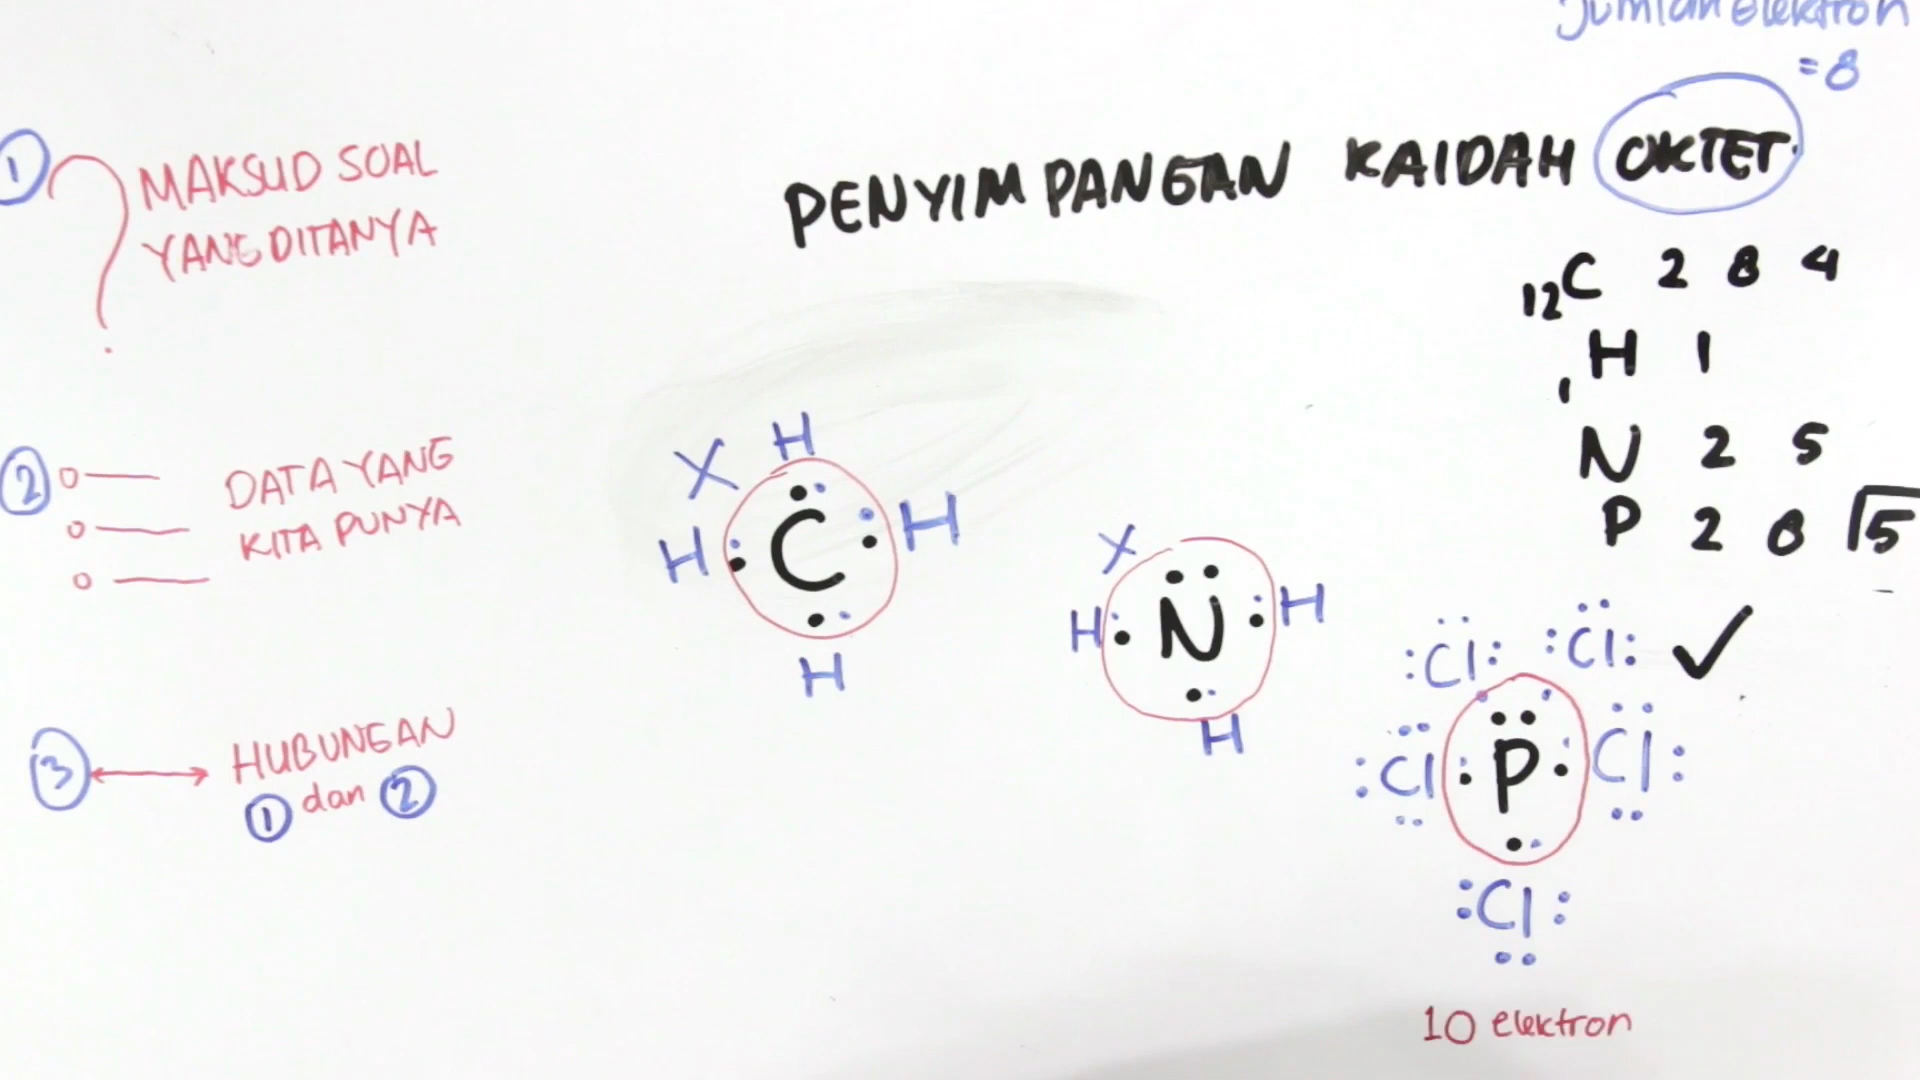 Jumlah elektron
= 8
PENYIMPANGAN KAIDAH OKTET
1 ? MAKSUD SOAL
YANG DITANYA
2 DATA YANG
KITA PUNYA
3 HUBUNGAN
1 dan 2
12C 2 8 4
1H 1
N 2 5
P 2 8 5
X H
H C H
H
X
H N H
H
Cl Cl ✓
Cl P Cl
Cl
10 elektron